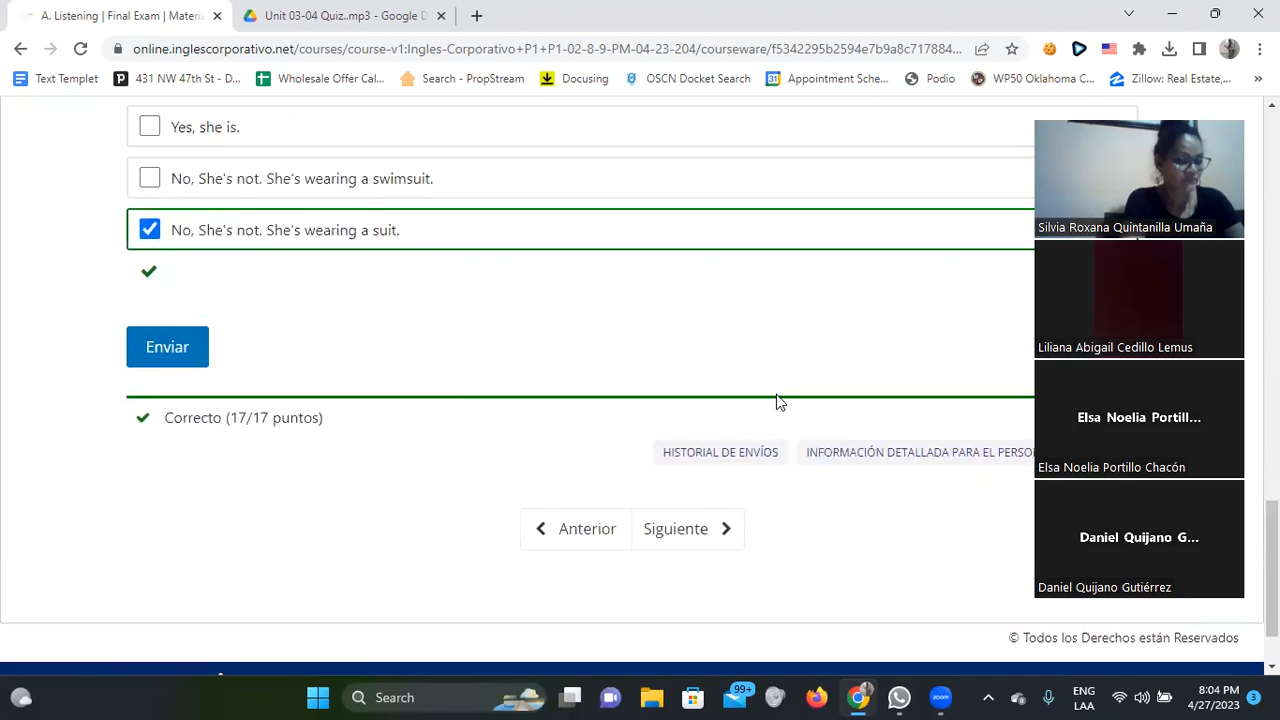 A. Listening | Final Exam | Materia
Unit 03-04 Quiz..mp3 - Google D
online.inglescorporativo.net/courses/course-v1:Ingles-Corporativo+P1+P1-02-8-9-PM-04-23-204/courseware/f5342295b2594e7b9a8c717884...
Text Templet
431 NW 47th St - D...
Wholesale Offer Cal...
Search - PropStream
Docusing
OSCN Docket Search
Appointment Sche...
Podio
WP50 Oklahoma C...
Zillow: Real Estate,...
»
Yes, she is.
No, She's not. She's wearing a swimsuit.
No, She's not. She's wearing a suit.
Enviar
Correcto (17/17 puntos)
HISTORIAL DE ENVÍOS
INFORMACIÓN DETALLADA PARA EL PERSO
Anterior
Siguiente
© Todos los Derechos están Reservados
Silvia Roxana Quintanilla Umaña
Liliana Abigail Cedillo Lemus
Elsa Noelia Portill...
Elsa Noelia Portillo Chacón
Daniel Quijano G...
Daniel Quijano Gutiérrez
31
Search
99+
ENG
LAA
8:04 PM
4/27/2023
3